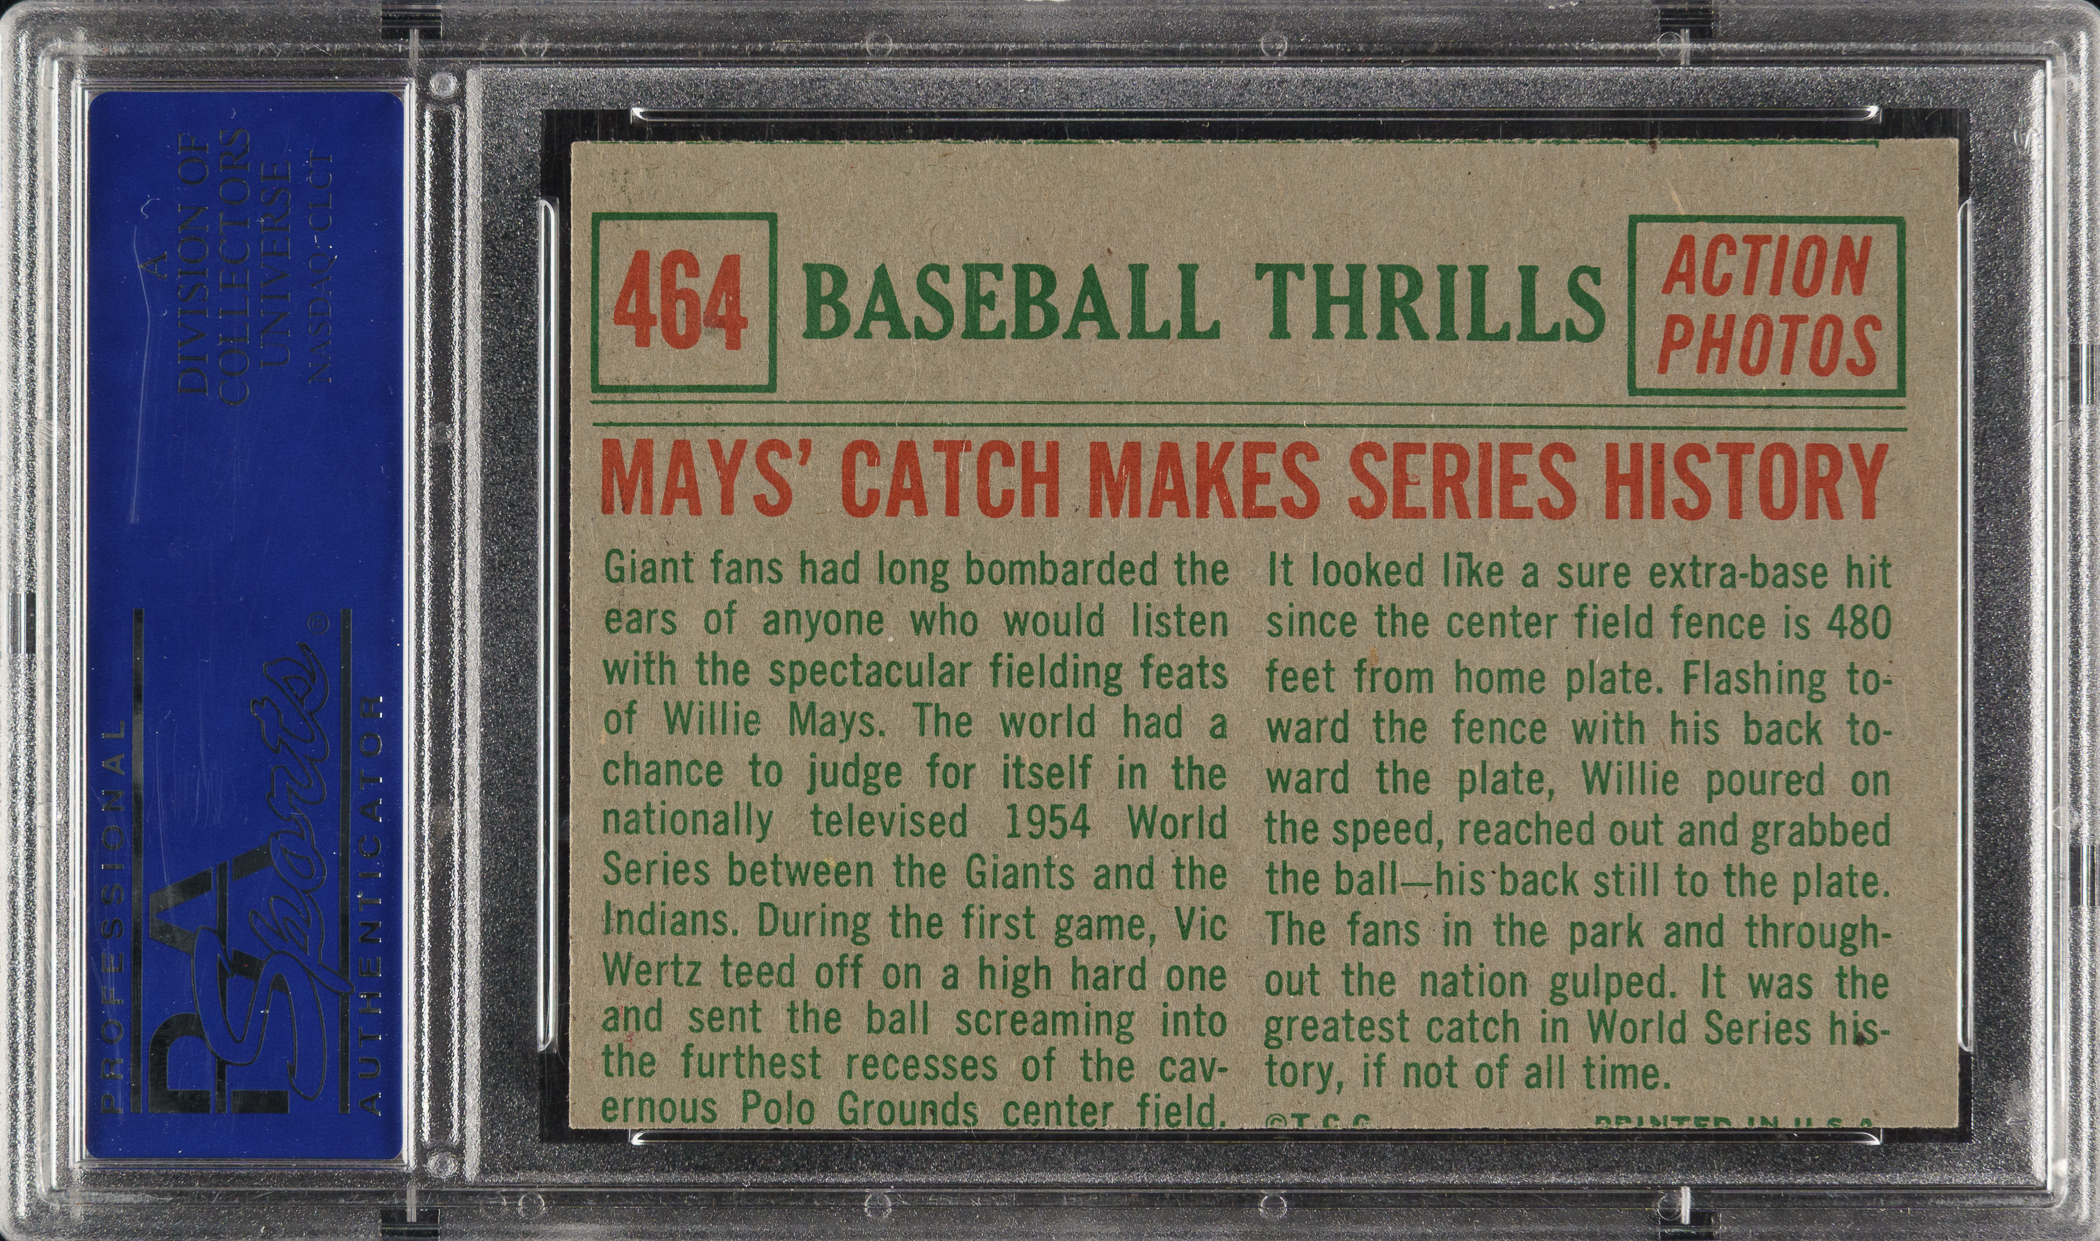 A
DIVISION OF
COLLECTORS
UNIVERSE
NASDAQ: CLCT
PROFESSIONAL
PSA
Sports©
AUTHENTICATOR
464
BASEBALL THRILLS
ACTION
PHOTOS
MAYS' CATCH MAKES SERIES HISTORY
Giant fans had long bombarded the
ears of anyone who would listen
with the spectacular fielding feats
of Willie Mays. The world had a
chance to judge for itself in the
nationally televised 1954 World
Series between the Giants and the
Indians. During the first game, Vic
Wertz teed off on a high hard one
and sent the ball screaming into
the furthest recesses of the cav-
ernous Polo Grounds center field.
It looked like a sure extra-base hit
since the center field fence is 480
feet from home plate. Flashing to-
ward the fence with his back to-
ward the plate, Willie poured on
the speed, reached out and grabbed
the ball—his back still to the plate.
The fans in the park and through-
out the nation gulped. It was the
greatest catch in World Series his-
tory, if not of all time.
©T.C.G.
PRINTED IN U.S.A.